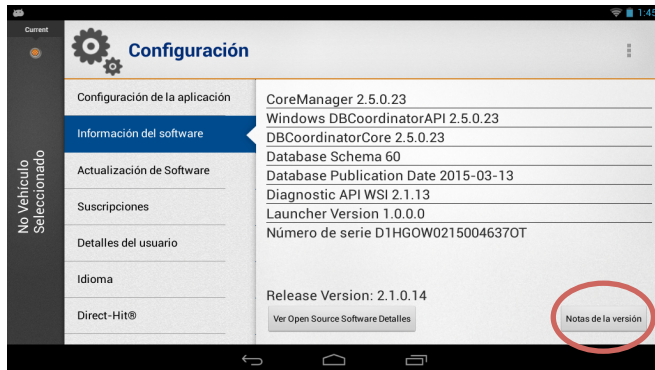 Current
1:45
Configuración
No Vehículo
Seleccionado
Configuración de la aplicación
Información del software
Actualización de Software
Suscripciones
Detalles del usuario
Idioma
Direct-Hit®
CoreManager 2.5.0.23
Windows DBCoordinatorAPI 2.5.0.23
DBCoordinatorCore 2.5.0.23
Database Schema 60
Database Publication Date 2015-03-13
Diagnostic API WSI 2.1.13
Launcher Version 1.0.0.0
Número de serie D1HGOW0215004637OT
Release Version: 2.1.0.14
Ver Open Source Software Detalles
Notas de la versión